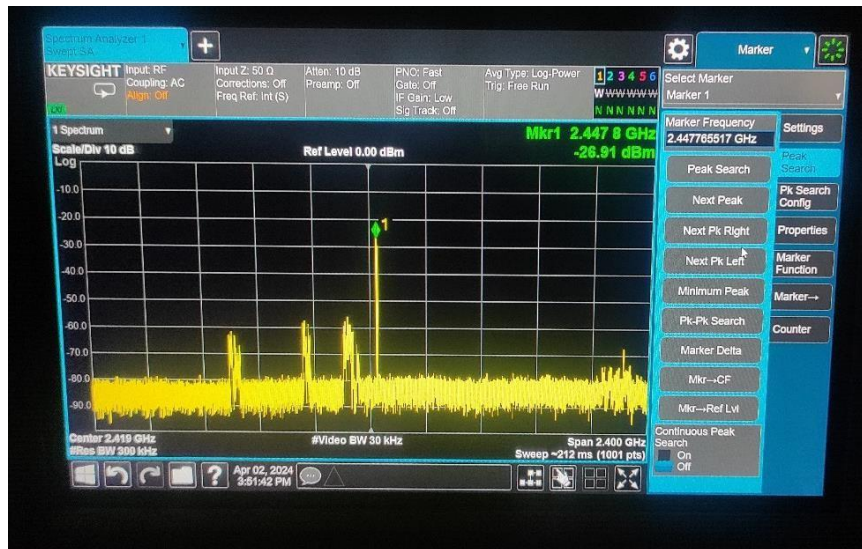 Spectrum Analyzer 1
Swept SA
+
Marker
KEYSIGHT
Input: RF
Coupling: AC
Align: Off
Input Z: 50 Ω
Corrections: Off
Freq Ref: Int (S)
Atten: 10 dB
Preamp: Off
PNO: Fast
Gate: Off
IF Gain: Low
Sig Track: Off
Avg Type: Log-Power
Trig: Free Run
1 2 3 4 5 6
W W W W W W
N N N N N N
LXI
Select Marker
Marker 1
1 Spectrum
Scale/Div 10 dB
Log
Ref Level 0.00 dBm
Mkr1 2.447 8 GHz
-26.91 dBm
-10.0
-20.0
-30.0
-40.0
-50.0
-60.0
-70.0
-80.0
-90.0
1
Center 2.419 GHz
#Res BW 300 kHz
#Video BW 30 kHz
Span 2.400 GHz
Sweep ~212 ms (1001 pts)
Marker Frequency
2.447765517 GHz
Peak Search
Next Peak
Next Pk Right
Next Pk Left
Minimum Peak
Pk-Pk Search
Marker Delta
Mkr→CF
Mkr→Ref Lvl
Continuous Peak
Search
On
Off
Settings
Peak
Search
Pk Search
Config
Properties
Marker
Function
Marker→
Counter
?
Apr 02, 2024
3:51:42 PM